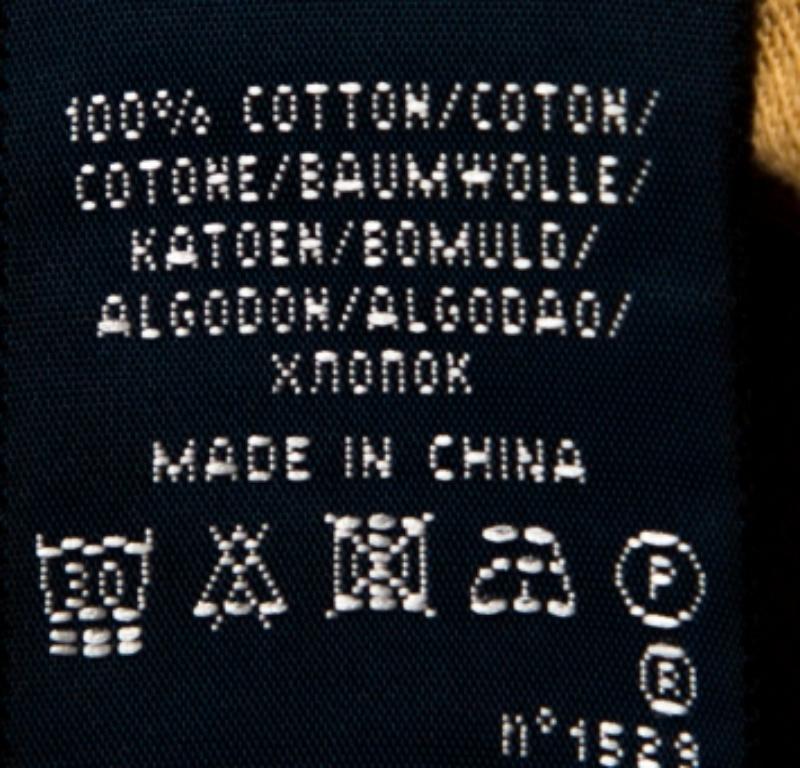 100% COTTON/COTON/
COTONE/BAUMWOLLE/
KATOEN/BOMULD/
ALGODON/ALGODAO/
ХЛОПОК
MADE IN CHINA
30 P
®
n°1529